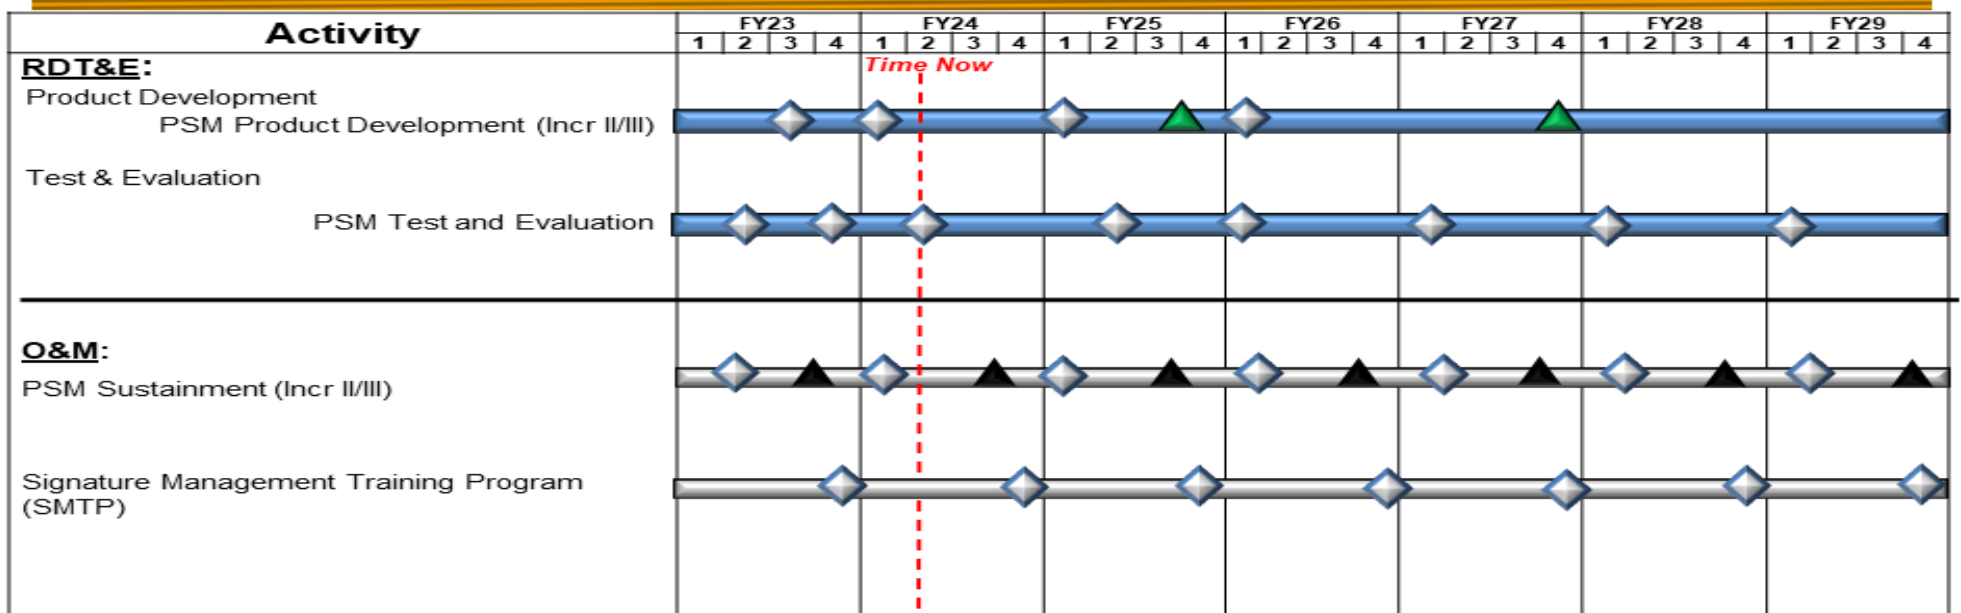 Activity
FY23 FY24 FY25 FY26 FY27 FY28 FY29
1 2 3 4 1 2 3 4 1 2 3 4 1 2 3 4 1 2 3 4 1 2 3 4 1 2 3 4
RDT&E:
Time Now
Product Development
PSM Product Development (Incr II/III)
Test & Evaluation
PSM Test and Evaluation
O&M:
PSM Sustainment (Incr II/III)
Signature Management Training Program
(SMTP)